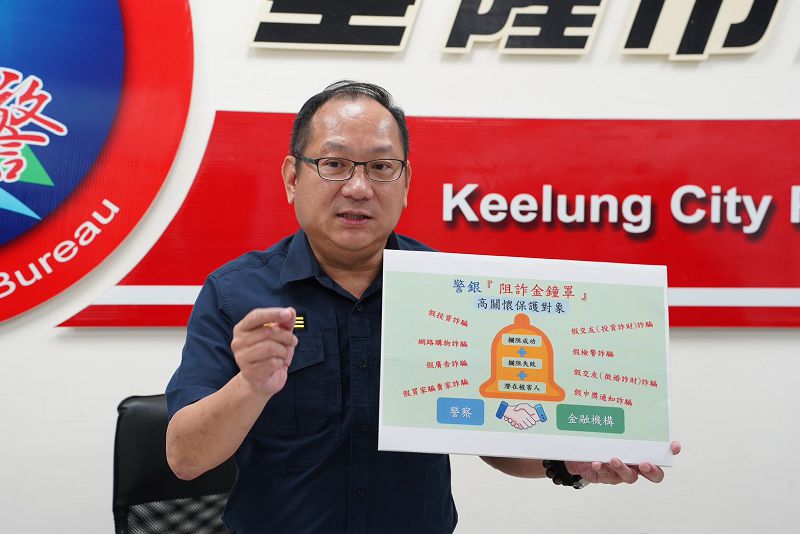 基隆市
警
Bureau
Keelung City
警銀『阻詐金鐘罩』
高關懷保護對象
假投資詐騙
網路購物詐騙
假廣告詐騙
假買家騙賣家詐騙
攔阻成功
攔阻失敗
潛在被害人
假交友(投資詐財)詐騙
假檢警詐騙
假交友(徵婚詐財)詐騙
假中獎通知詐騙
警察
金融機構